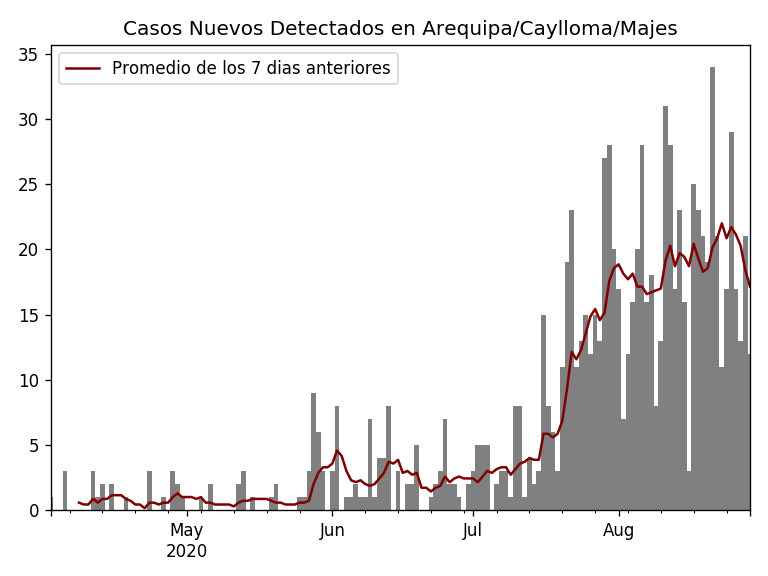 Casos Nuevos Detectados en Arequipa/Caylloma/Majes
Promedio de los 7 dias anteriores
35
30
25
20
15
10
5
0
May
2020
Jun
Jul
Aug